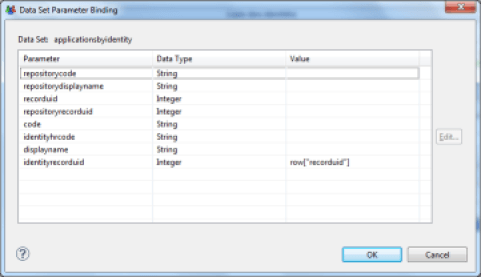 Data Set Parameter Binding
Data Set: applicationsbyidentity
Parameter Data Type Value
repositorycode String
repositorydisplayname String
recorduid Integer
repositoryrecorduid Integer
code String
identityhrcode String
displayname String
identityrecorduid Integer row["recorduid"]
Edit...
OK Cancel